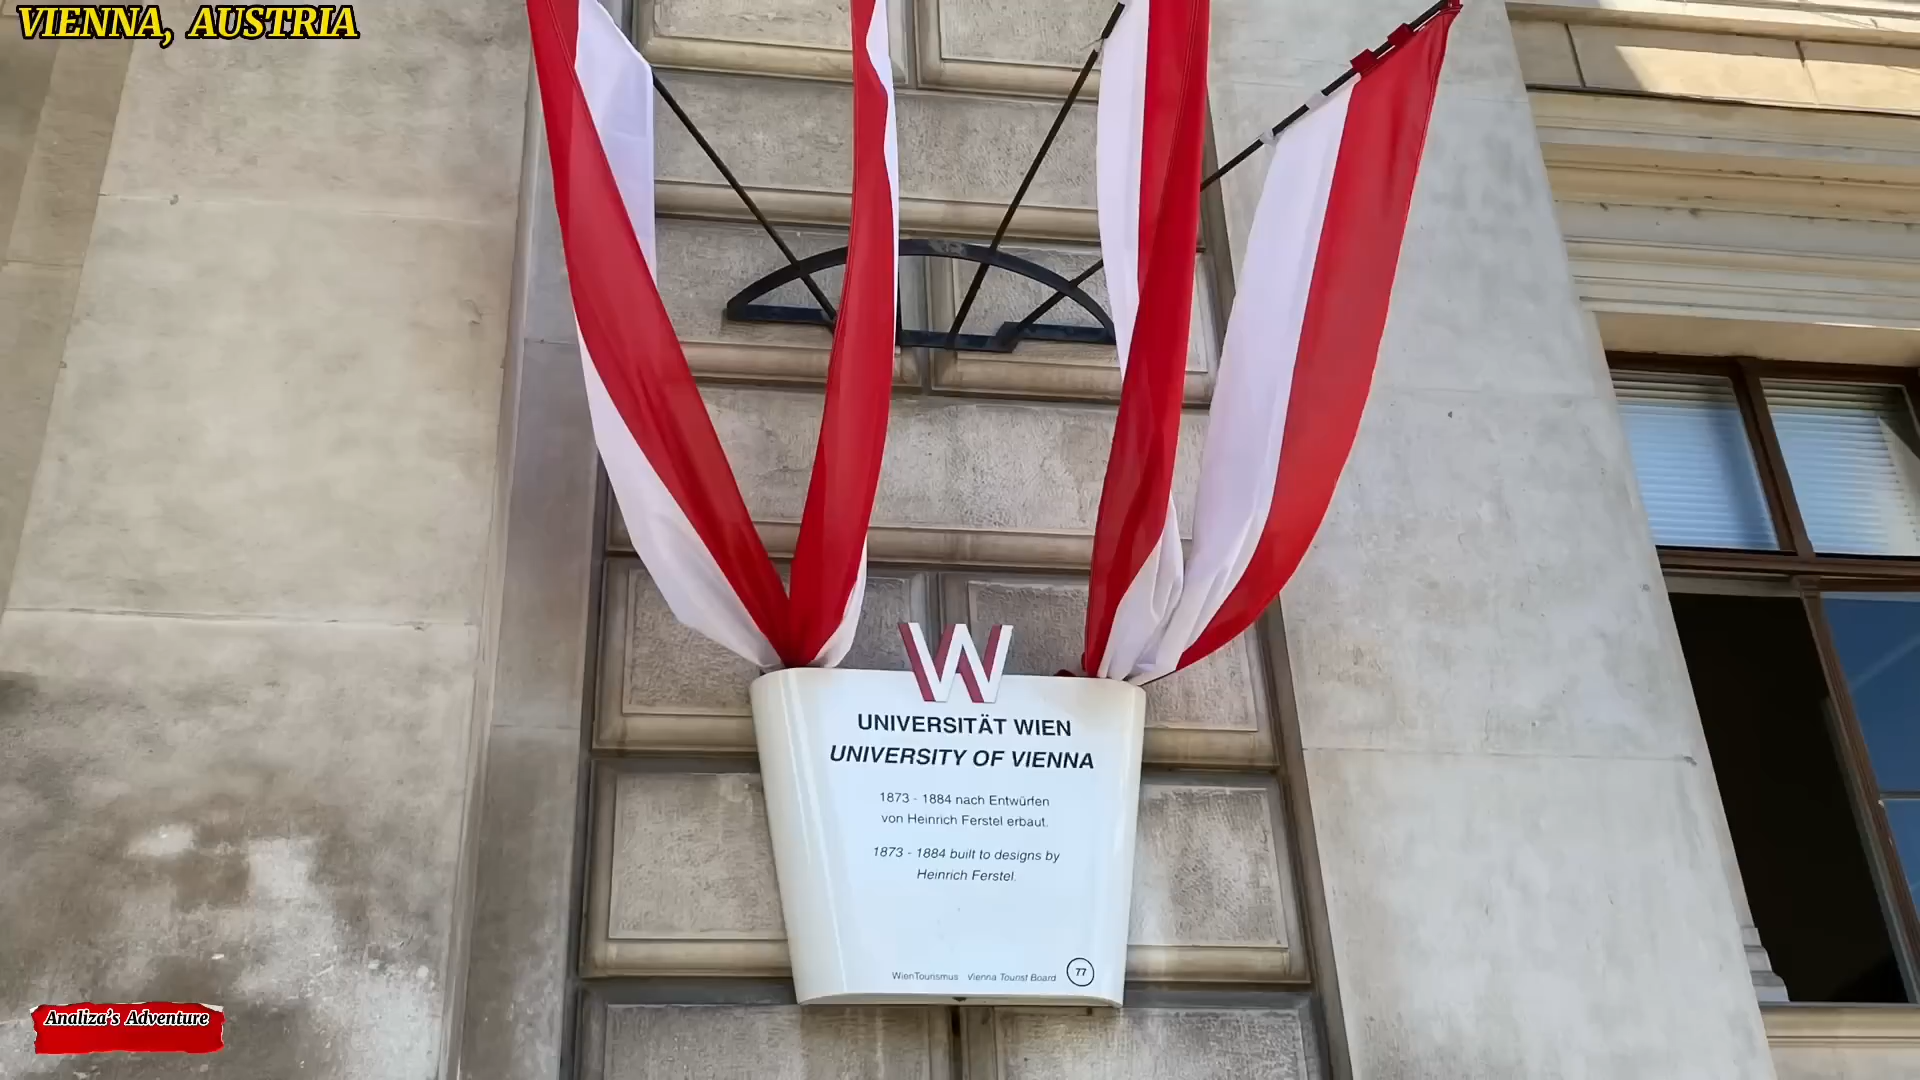 VIENNA, AUSTRIA
W
UNIVERSITÄT WIEN
UNIVERSITY OF VIENNA
1873 - 1884 nach Entwürfen
von Heinrich Ferstel erbaut.
1873 - 1884 built to designs by
Heinrich Ferstel.
WienTourismus Vienna Tourist Board 77
Analiza's Adventure